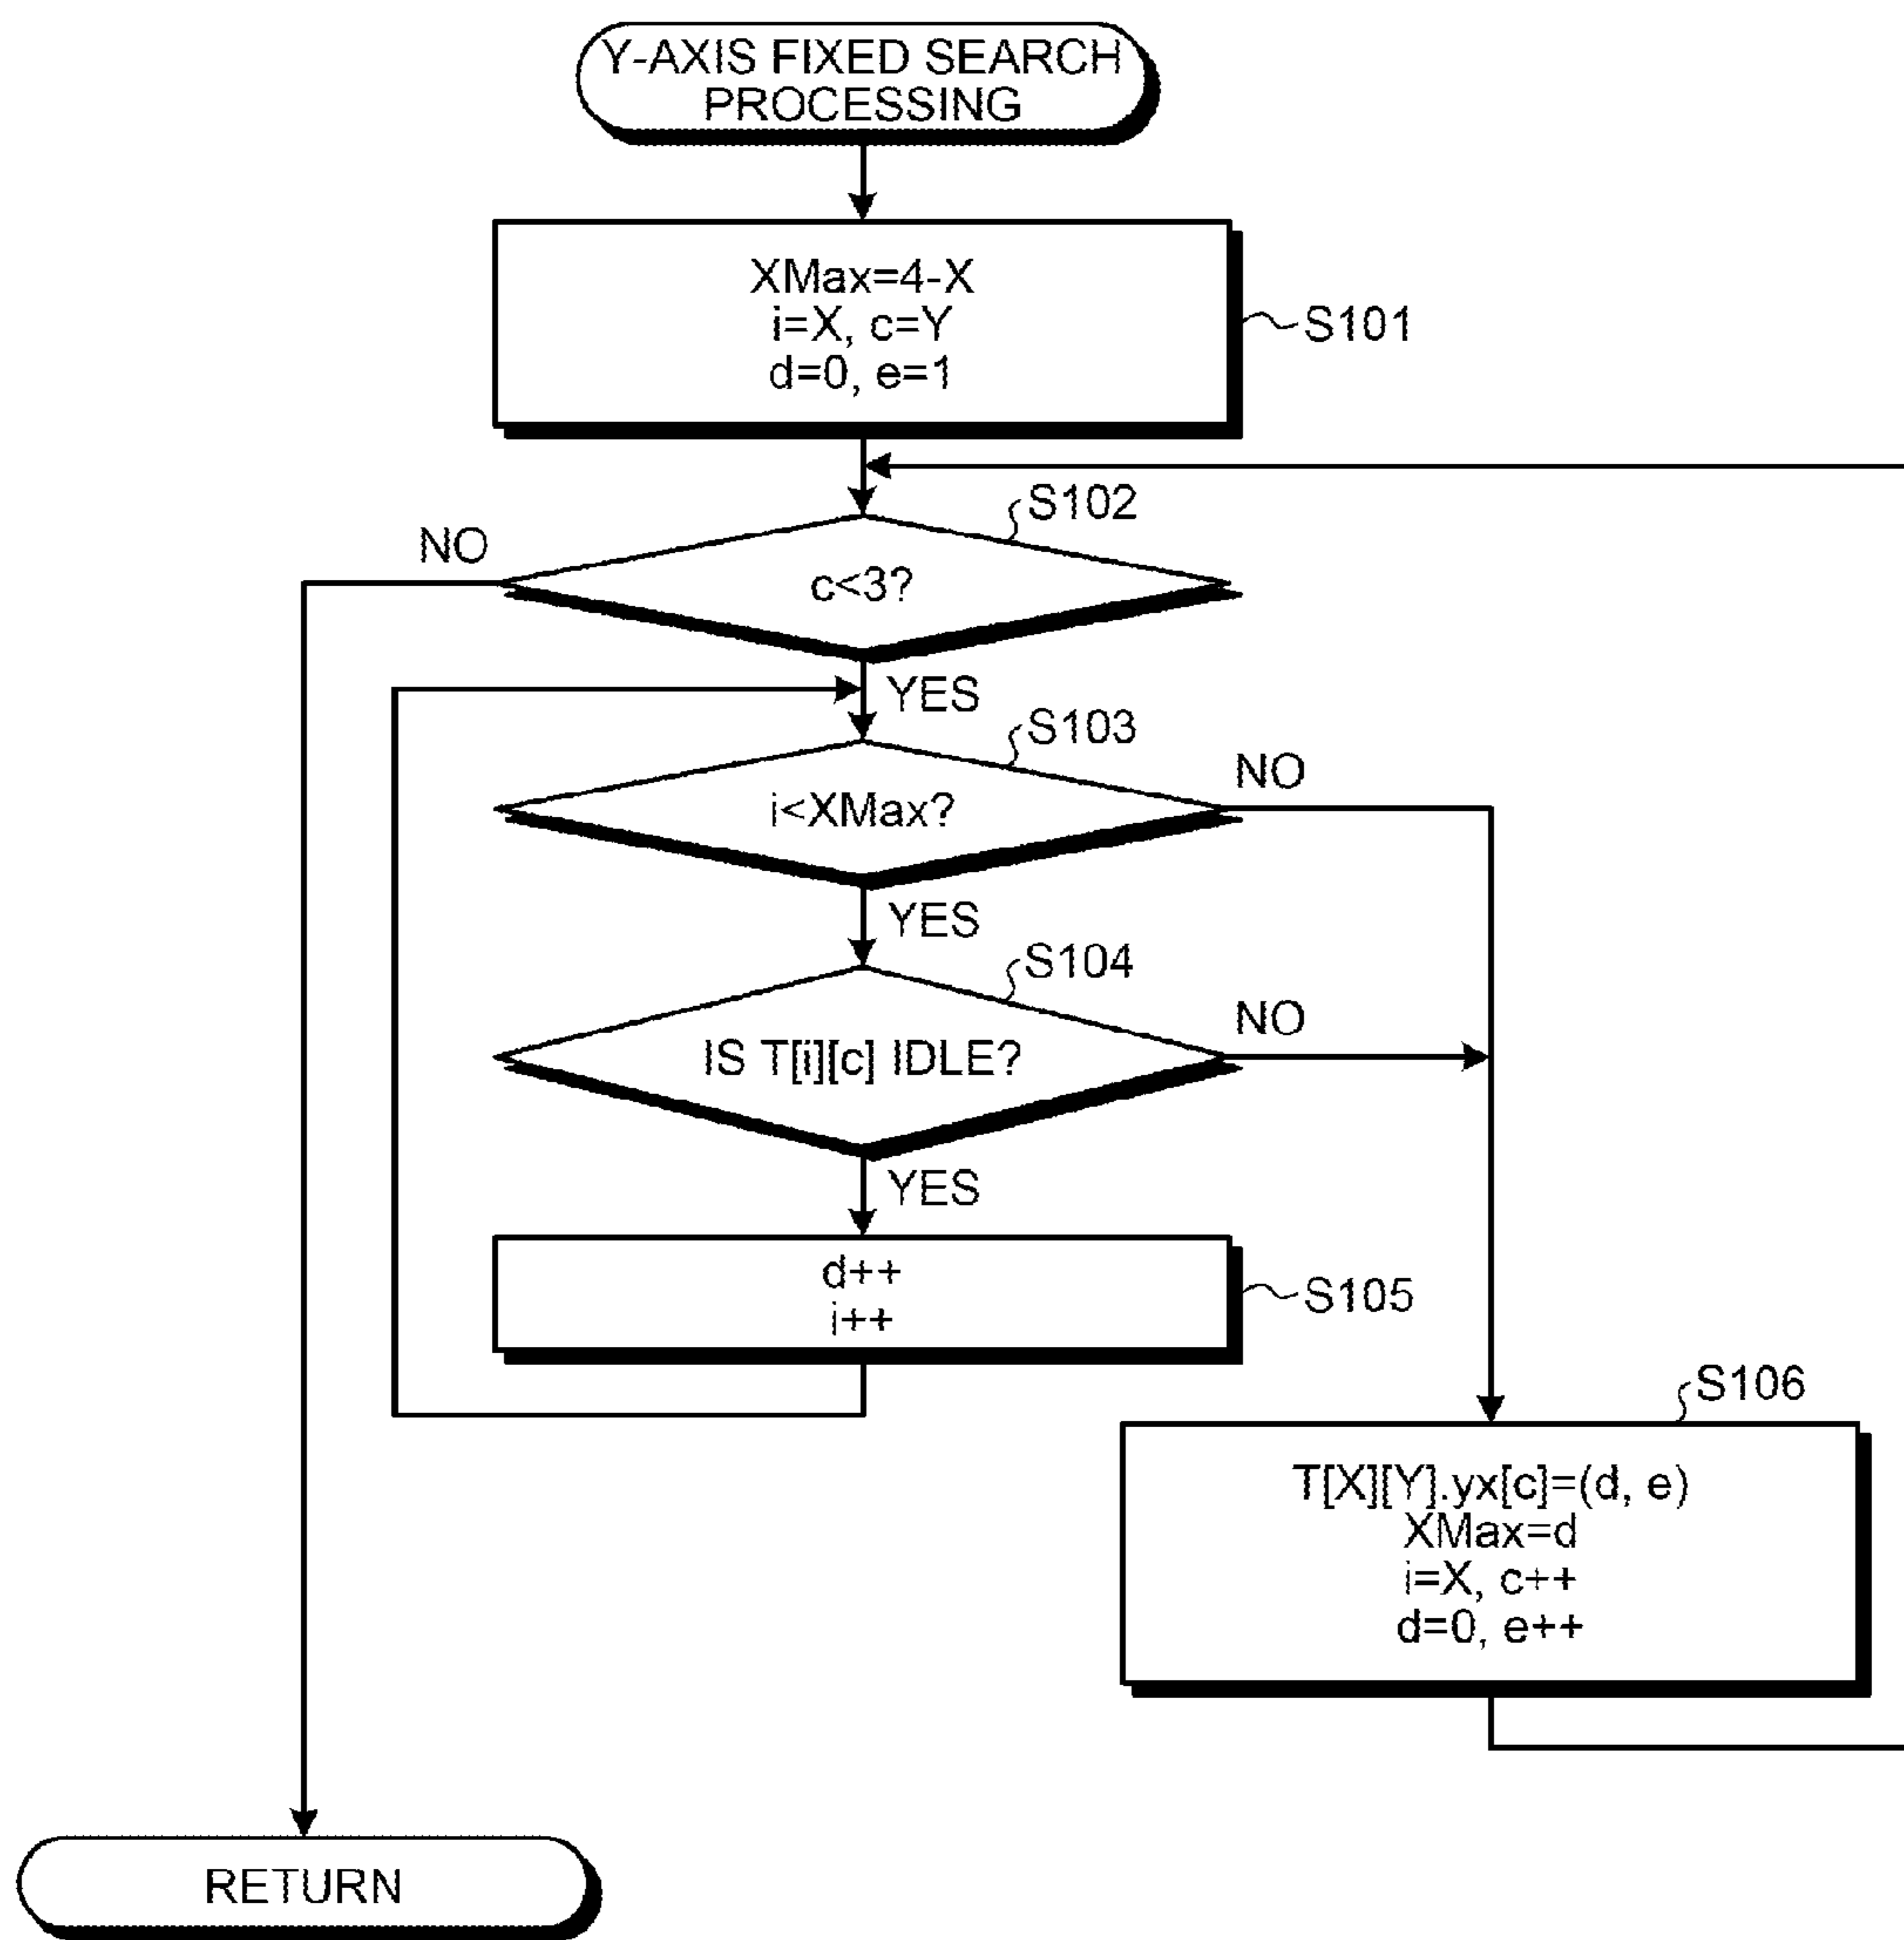 Y-AXIS FIXED SEARCH
PROCESSING
XMax=4-X
i=X, c=Y
d=0, e=1
S101
S102
NO
c<3?
YES
S103
NO
i<XMax?
YES
S104
NO
IS T[i][c] IDLE?
YES
d++
i++
S105
S106
T[X][Y].yx[c]=(d, e)
XMax=d
i=X, c++
d=0, e++
RETURN